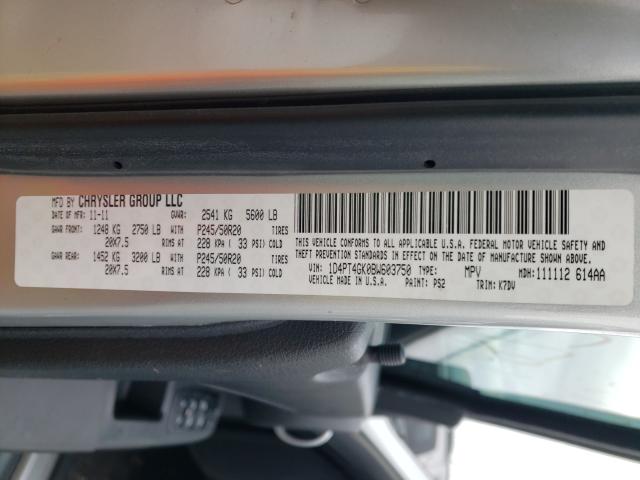 MFD BY CHRYSLER GROUP LLC
DATE OF MFR: 11-11 GVWR: 2541 KG 5600 LB
GAWR FRONT: 1248 KG 2750 LB WITH P245/50R20 TIRES
20X7.5 RIMS AT 228 KPA ( 33 PSI) COLD
GAWR REAR: 1452 KG 3200 LB WITH P245/50R20 TIRES
20X7.5 RIMS AT 228 KPA ( 33 PSI) COLD
THIS VEHICLE CONFORMS TO ALL APPLICABLE U.S.A. FEDERAL MOTOR VEHICLE SAFETY AND
THEFT PREVENTION STANDARDS IN EFFECT ON THE DATE OF MANUFACTURE SHOWN ABOVE.
VIN: 1D4PT4GK0BW603750 TYPE: MPV MDH:111112 614AA
VEHICLE MADE IN U.S.A. PAINT: PS2 TRIM: K7DV